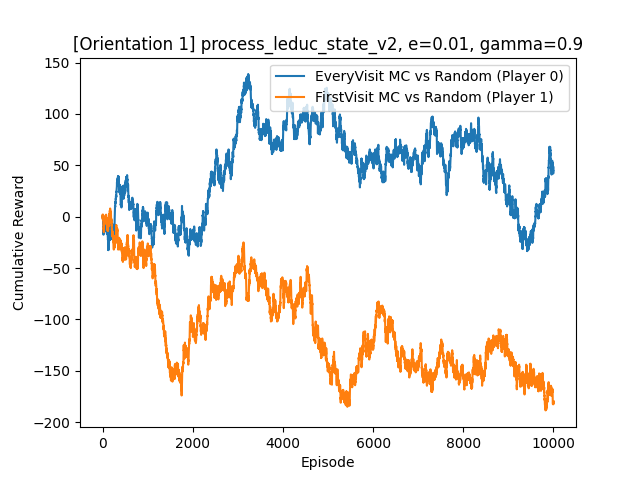 [Orientation 1] process_leduc_state_v2, e=0.01, gamma=0.9
EveryVisit MC vs Random (Player 0)
FirstVisit MC vs Random (Player 1)
Cumulative Reward
150
100
50
0
−50
−100
−150
−200
0 2000 4000 6000 8000 10000
Episode